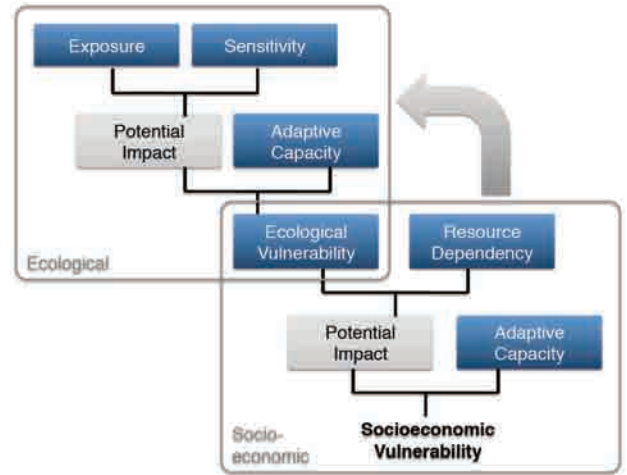 Exposure
Sensitivity
Potential
Impact
Adaptive
Capacity
Ecological
Vulnerability
Resource
Dependency
Ecological
Potential
Impact
Adaptive
Capacity
Socioeconomic
Vulnerability
Socio-
economic